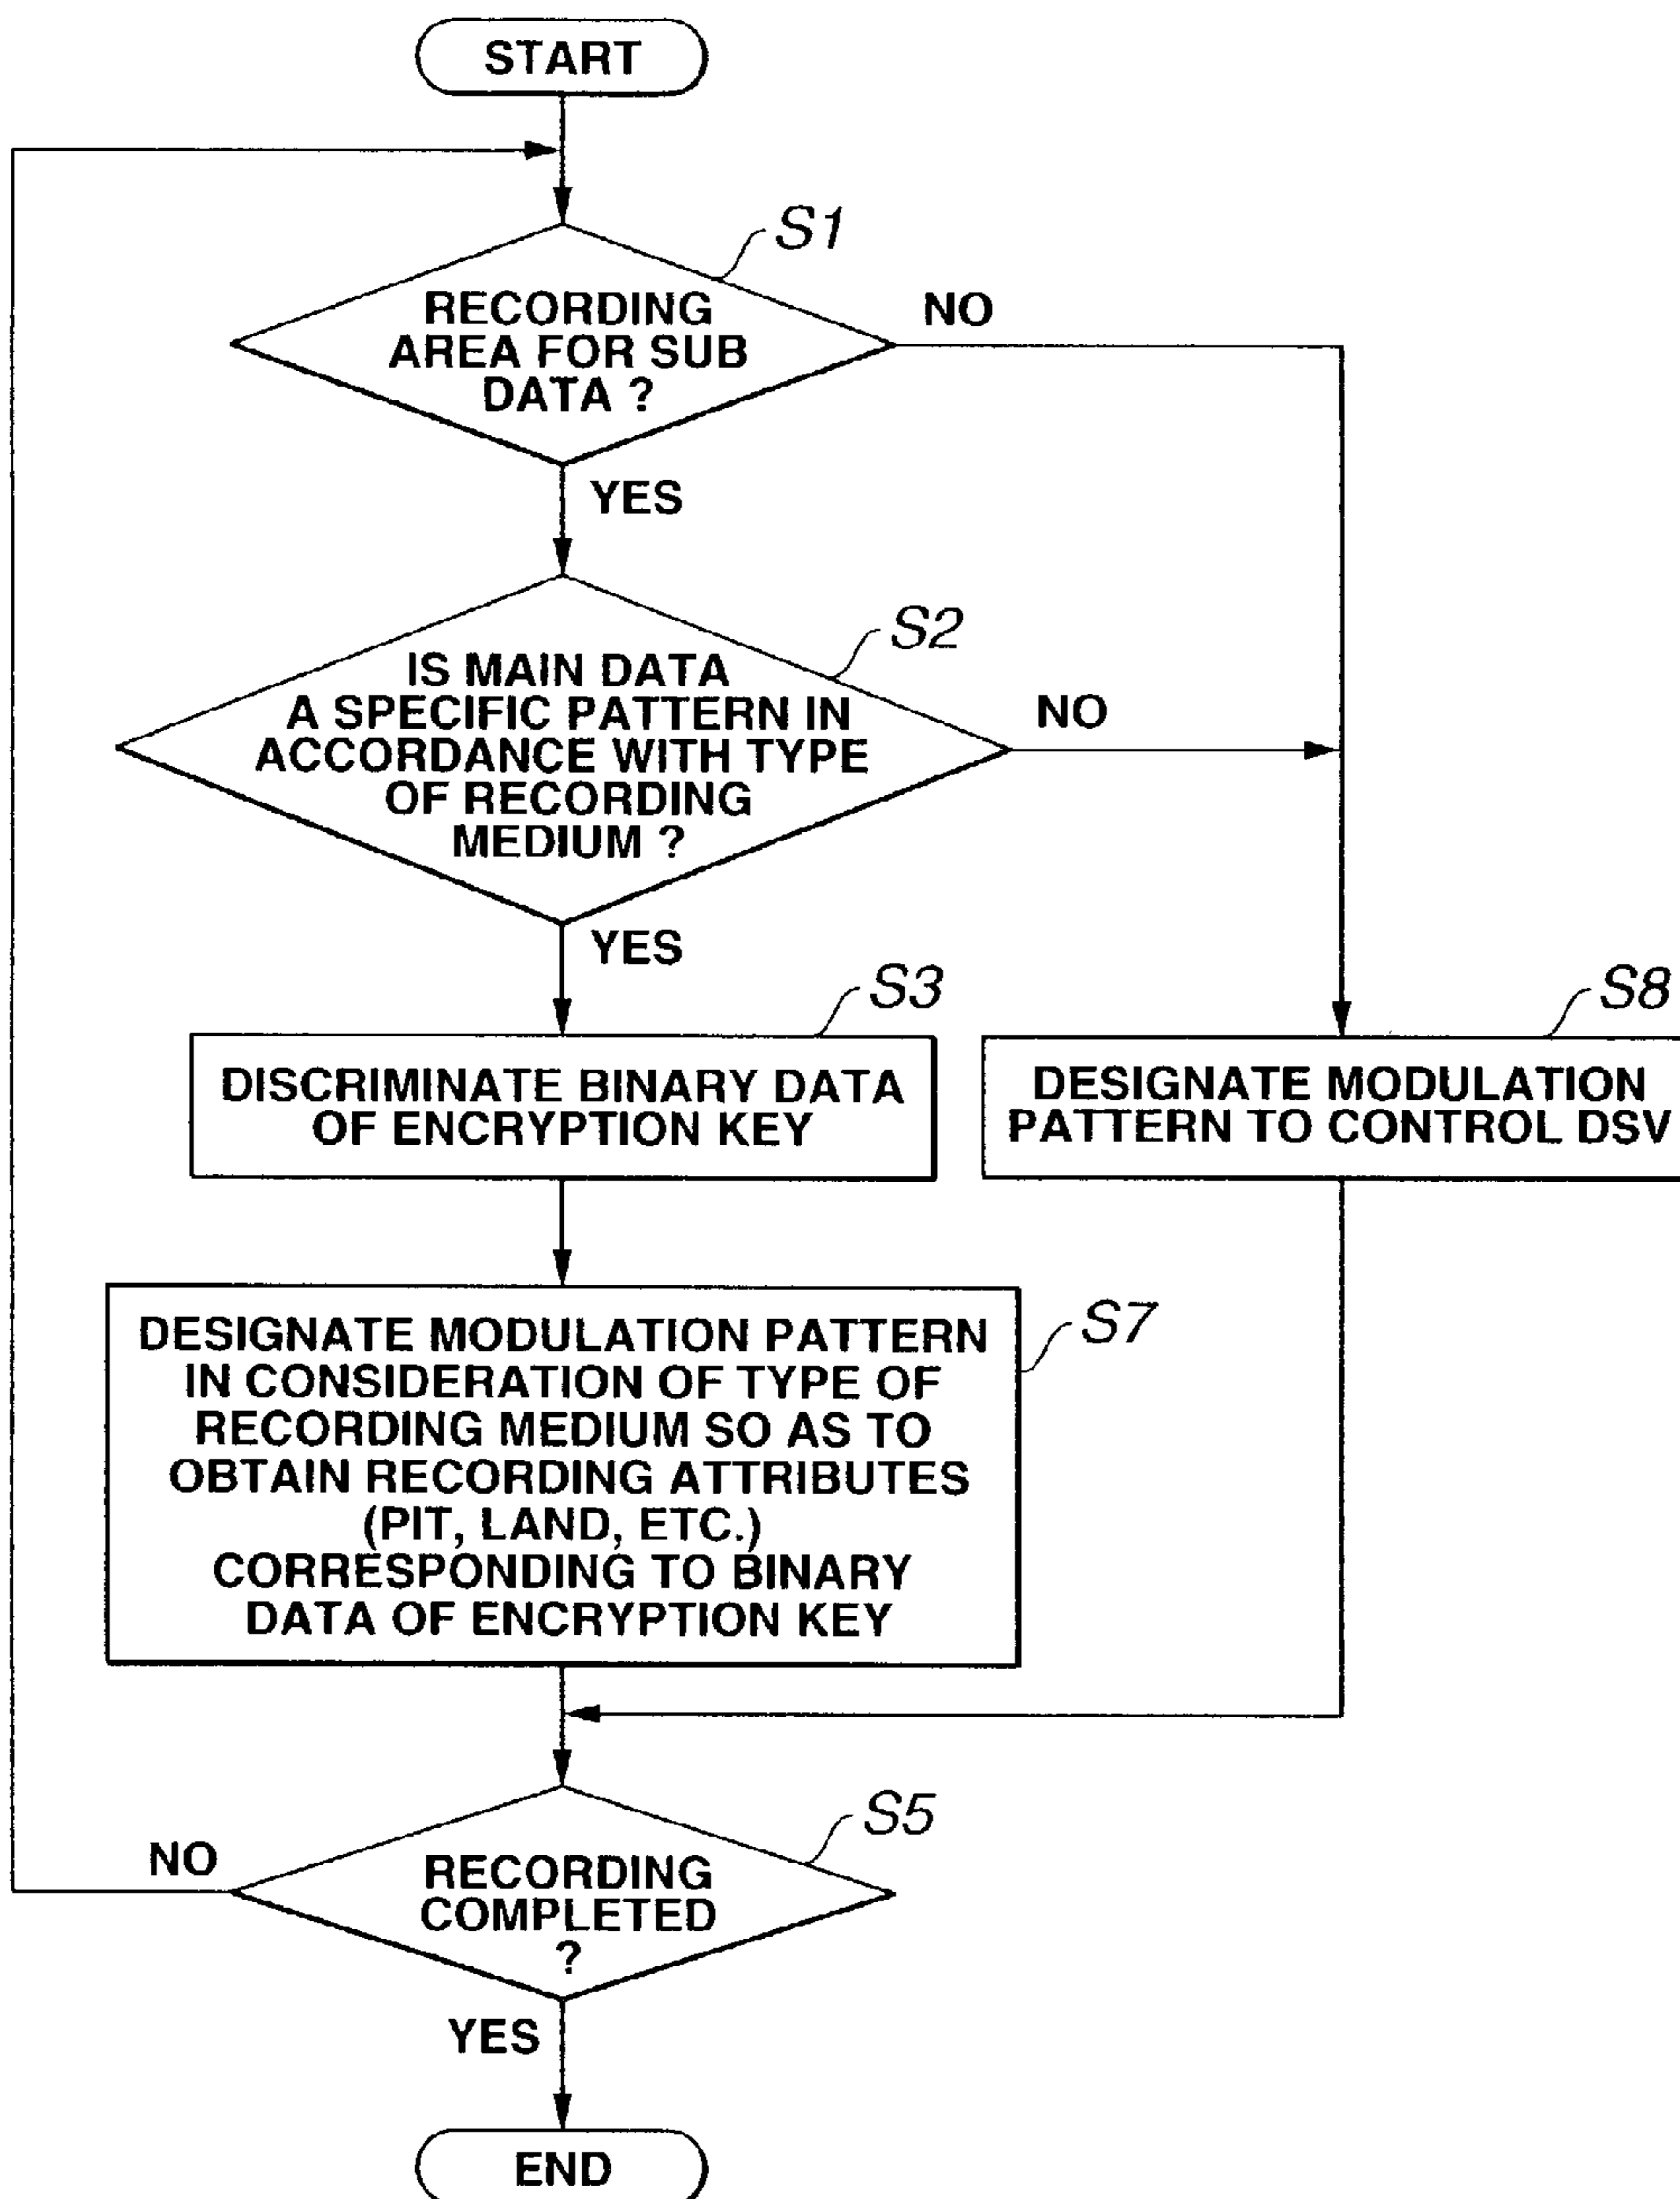 START
S1
RECORDING
AREA FOR SUB
DATA ?
NO
YES
S2
IS MAIN DATA
A SPECIFIC PATTERN IN
ACCORDANCE WITH TYPE
OF RECORDING
MEDIUM ?
NO
YES
S3
DISCRIMINATE BINARY DATA
OF ENCRYPTION KEY
S8
DESIGNATE MODULATION
PATTERN TO CONTROL DSV
S7
DESIGNATE MODULATION PATTERN
IN CONSIDERATION OF TYPE OF
RECORDING MEDIUM SO AS TO
OBTAIN RECORDING ATTRIBUTES
(PIT, LAND, ETC.)
CORRESPONDING TO BINARY
DATA OF ENCRYPTION KEY
S5
NO
RECORDING
COMPLETED
?
YES
END